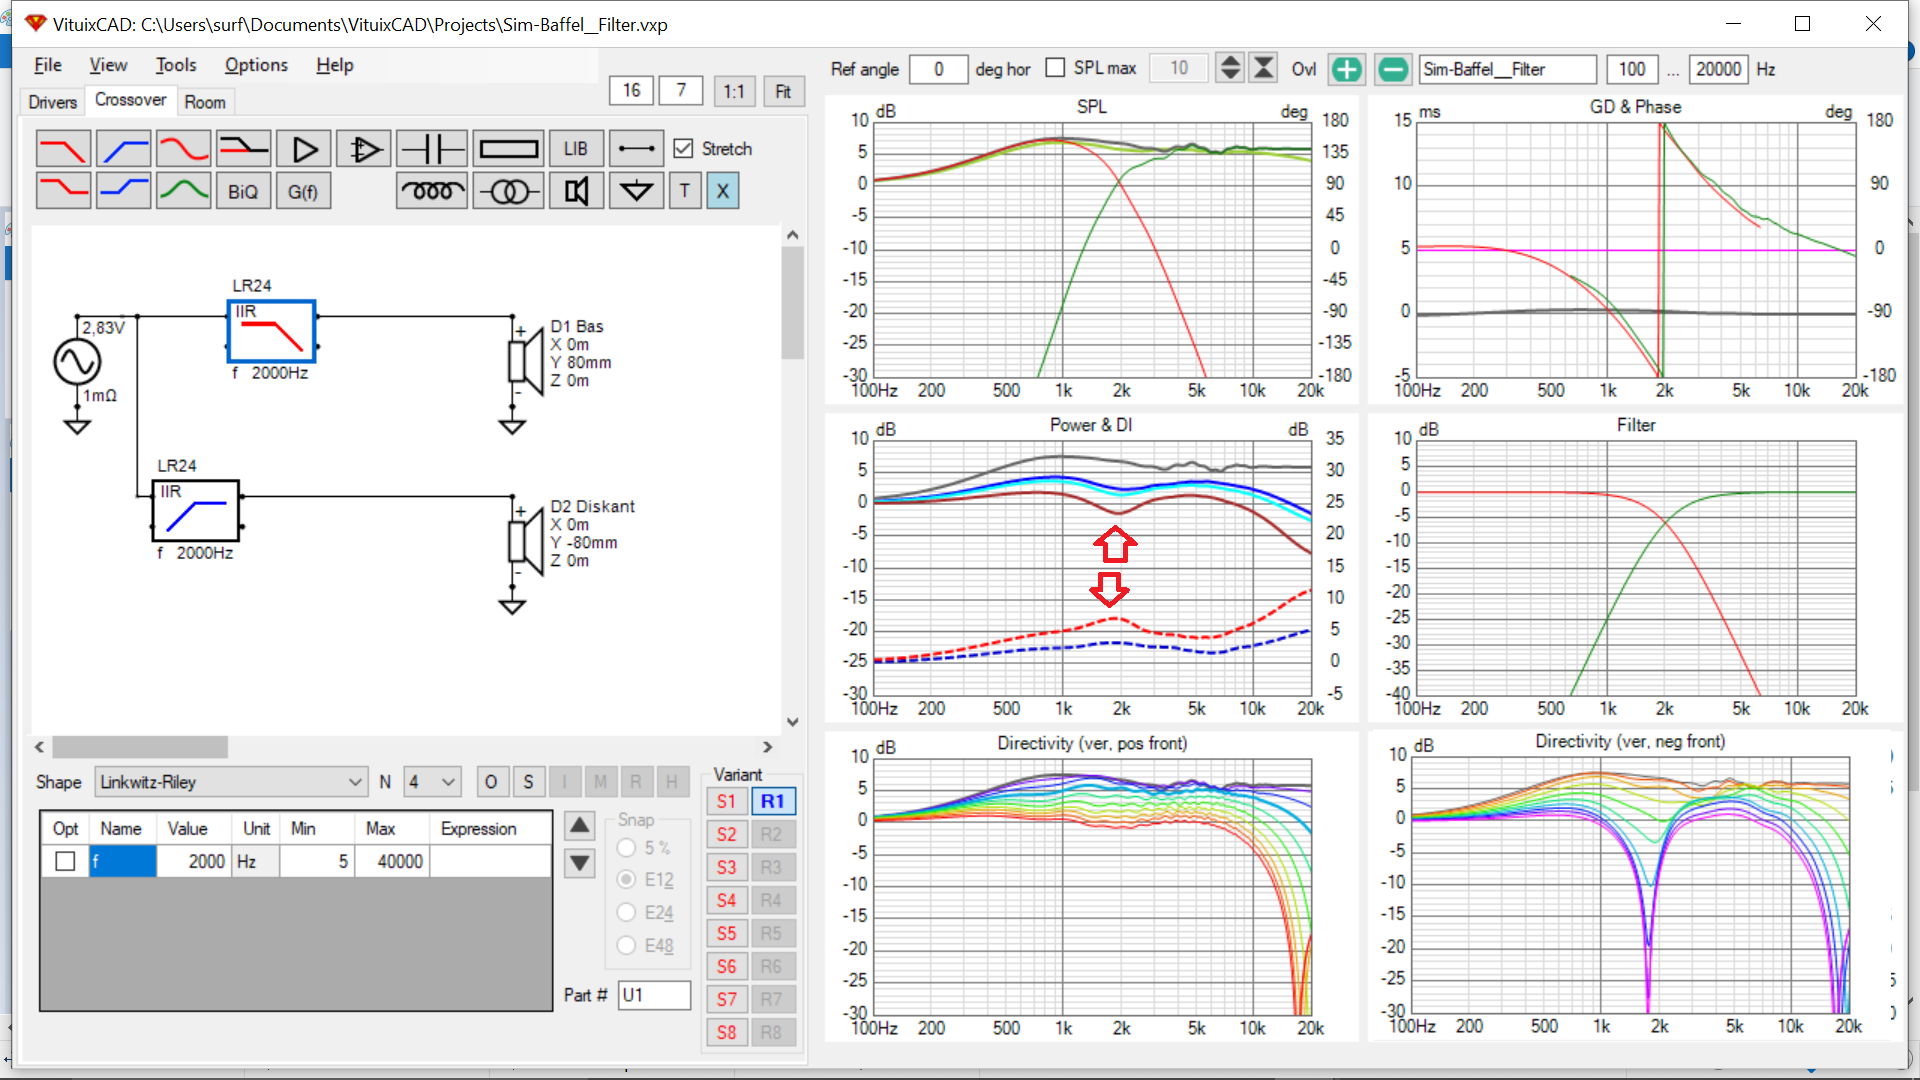 VituixCAD: C:\Users\surf\Documents\VituixCAD\Projects\Sim-Baffel__Filter.vxp
File View Tools Options Help
Drivers Crossover Room
16 7 1:1 Fit
LIB Stretch
BiQ G(f) T X
LR24
IIR
f 2000Hz
2,83V
1mΩ
D1 Bas
X 0m
Y 80mm
Z 0m
LR24
IIR
f 2000Hz
D2 Diskant
X 0m
Y -80mm
Z 0m
Shape Linkwitz-Riley N 4 O S I M R H
Opt Name Value Unit Min Max Expression
f 2000 Hz 5 40000
Snap
5 %
E12
E24
E48
Part # U1
Variant
S1 R1
S2 R2
S3 R3
S4 R4
S5 R5
S6 R6
S7 R7
S8 R8
Ref angle 0 deg hor SPL max 10 Ovl Sim-Baffel__Filter 100 ... 20000 Hz
SPL
dB deg
10 180
5 135
0 90
-5 45
-10 0
-15 -45
-20 -90
-25 -135
-30 -180
100Hz 200 500 1k 2k 5k 10k 20k
GD & Phase
ms deg
15 180
10 90
5 0
0 -90
-5 -180
100Hz 200 500 1k 2k 5k 10k 20k
Power & DI
dB dB
10 35
5 30
0 25
-5 20
-10 15
-15 10
-20 5
-25 0
-30 -5
100Hz 200 500 1k 2k 5k 10k 20k
Filter
dB
10
5
0
-5
-10
-15
-20
-25
-30
-35
-40
100Hz 200 500 1k 2k 5k 10k 20k
Directivity (ver, pos front)
dB
10
5
0
-5
-10
-15
-20
-25
-30
100Hz 200 500 1k 2k 5k 10k 20k
Directivity (ver, neg front)
dB
10
5
0
-5
-10
-15
-20
-25
-30
100Hz 200 500 1k 2k 5k 10k 20k